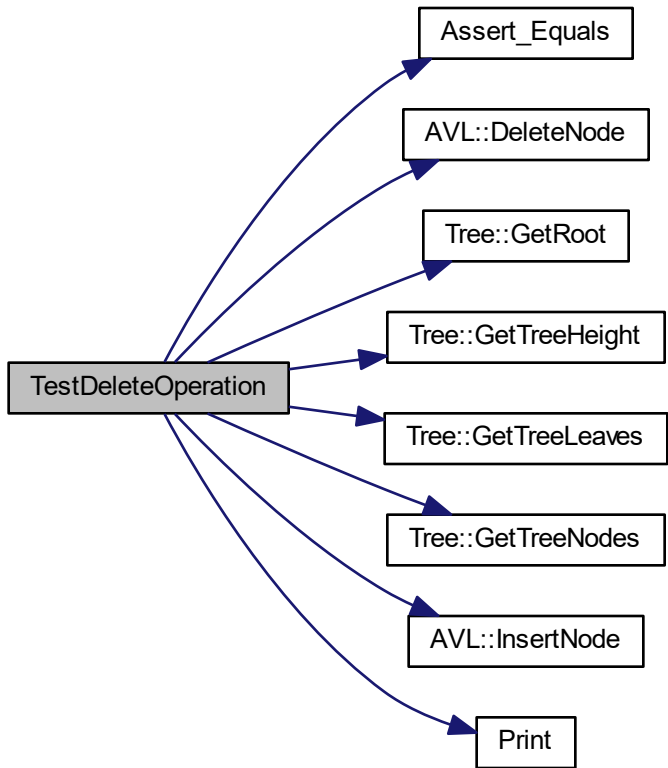 Assert_Equals
AVL::DeleteNode
Tree::GetRoot
Tree::GetTreeHeight
TestDeleteOperation
Tree::GetTreeLeaves
Tree::GetTreeNodes
AVL::InsertNode
Print